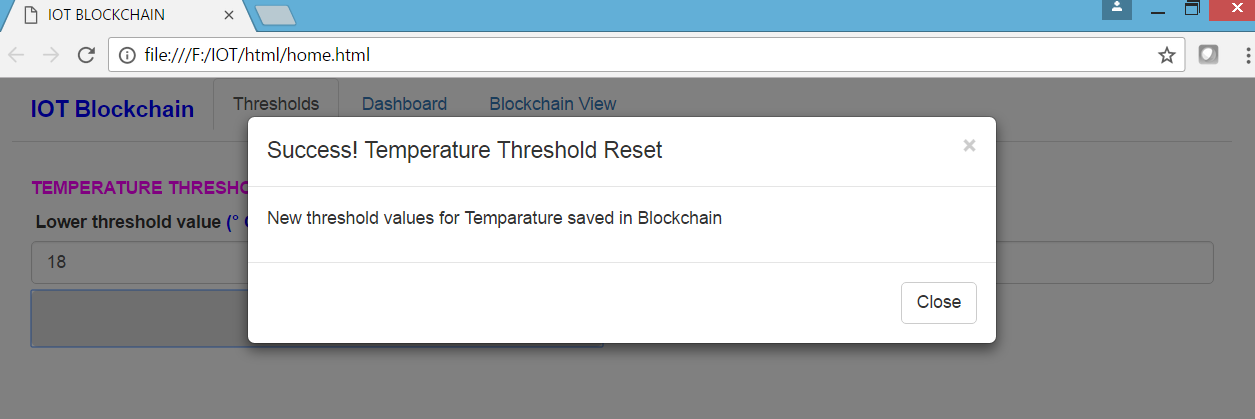 IOT BLOCKCHAIN
file:///F:/IOT/html/home.html
IOT Blockchain Thresholds Dashboard Blockchain View
Success! Temperature Threshold Reset ×
TEMPERATURE
Lower threshold value (°
New threshold values for Temparature saved in Blockchain
18
Close